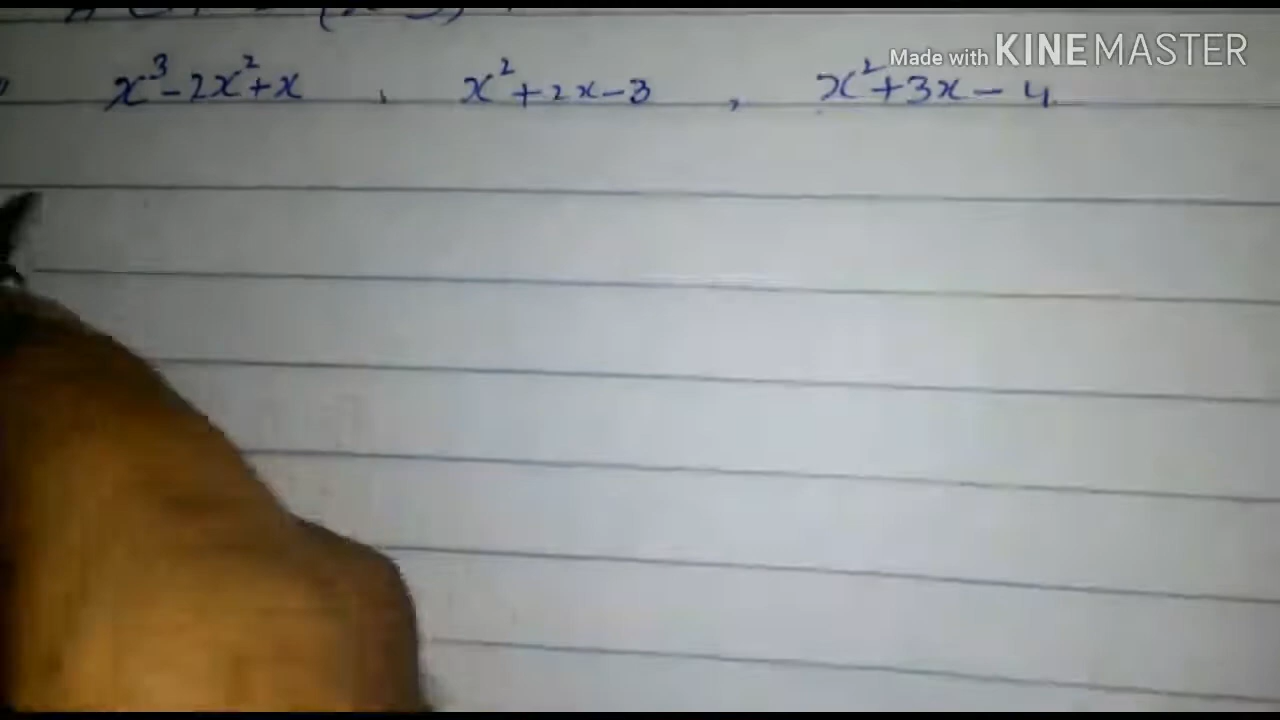 Made with KINEMASTER
x³-2x²+x , x²+2x-3 , x²+3x-4